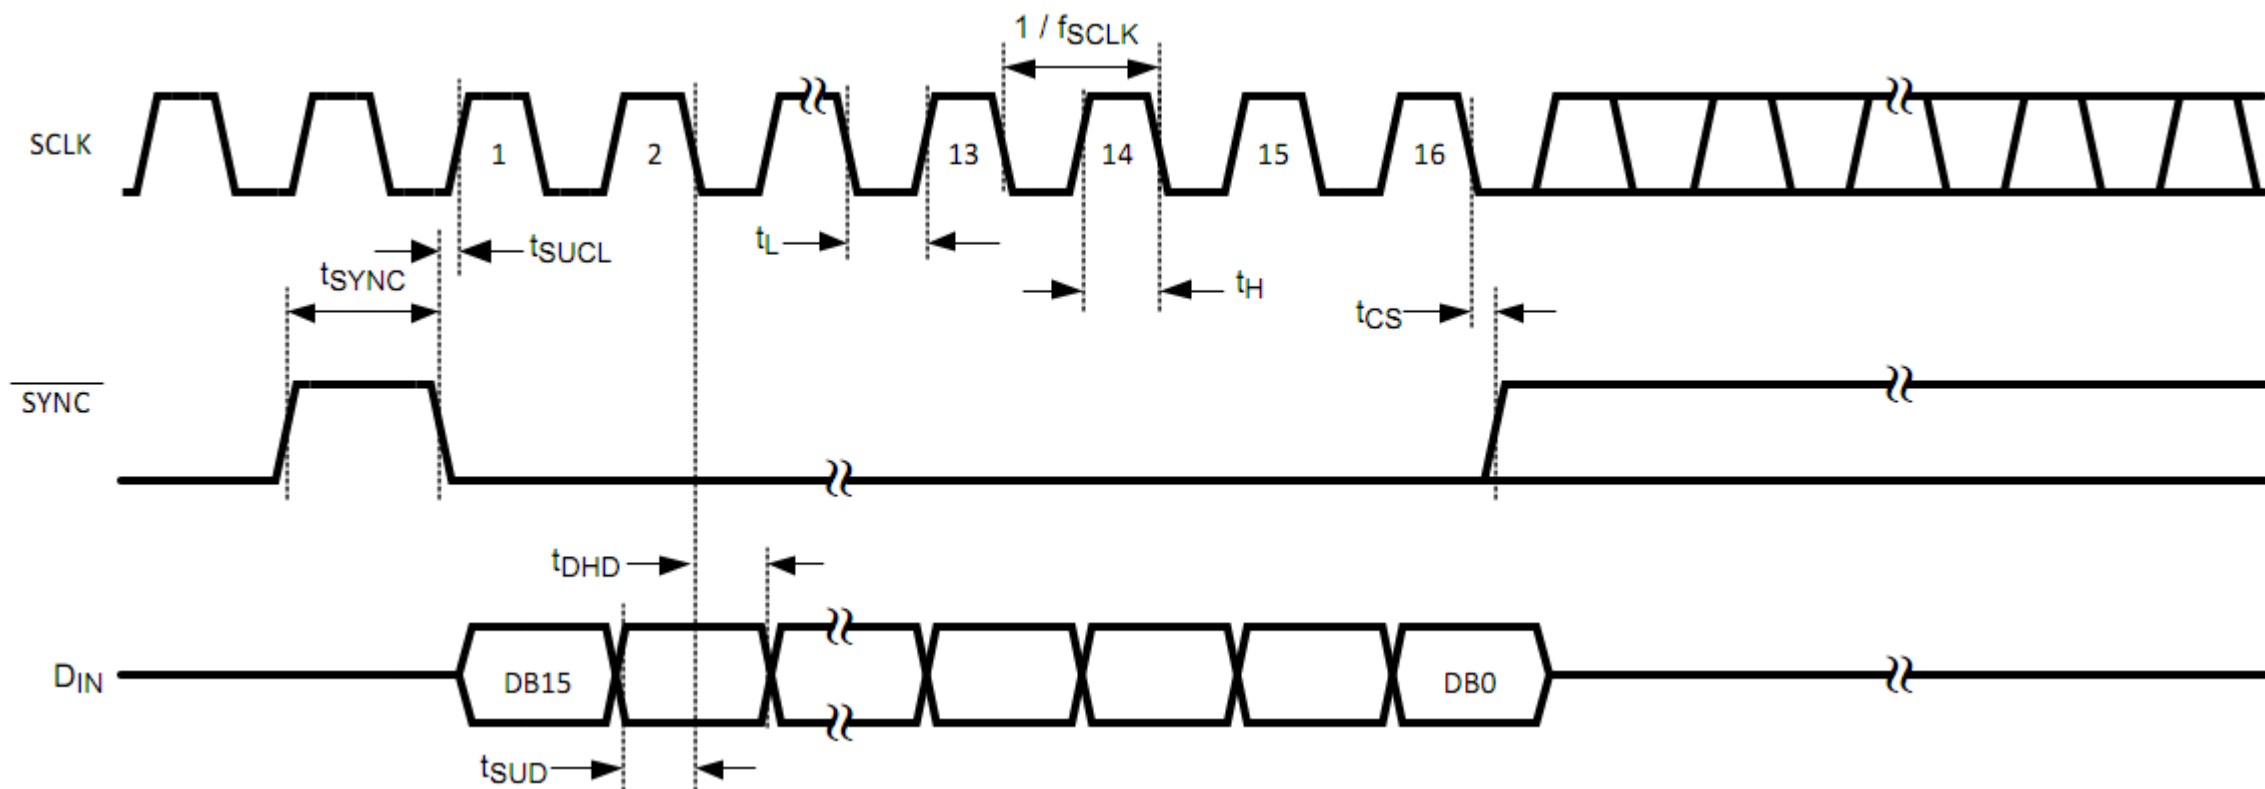 1 / fSCLK
SCLK
1
2
13
14
15
16
tSUCL
tL
tSYNC
tH
tCS
SYNC
tDHD
DIN
DB15
DB0
tSUD